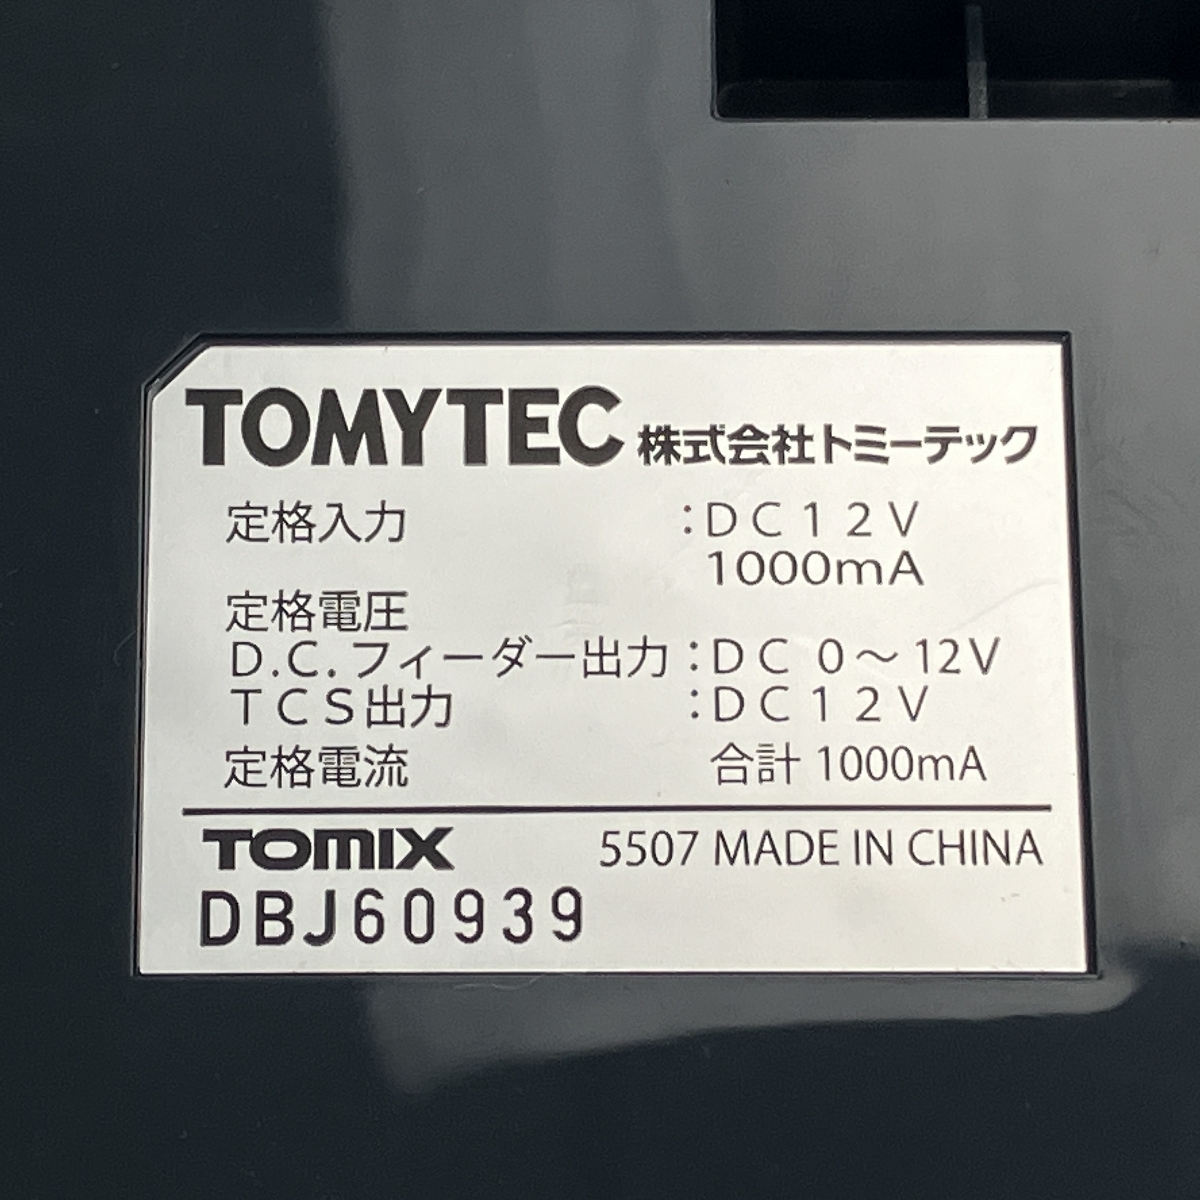 TOMYTEC 株式会社トミーテック
定格入力 :DC12V
1000mA
定格電圧
D.C.フィーダー出力:DC 0~12V
TCS出力 :DC12V
定格電流 合計 1000mA
TOMIX 5507 MADE IN CHINA
DBJ60939